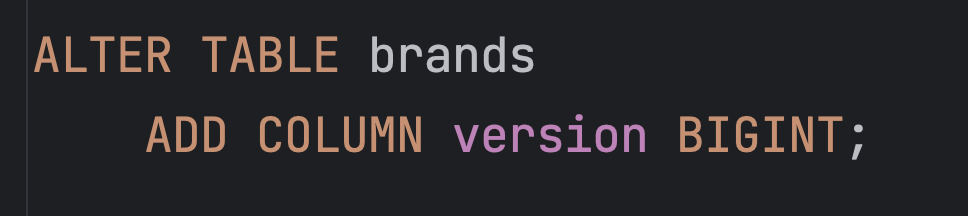 ALTER TABLE brands
ADD COLUMN version BIGINT;